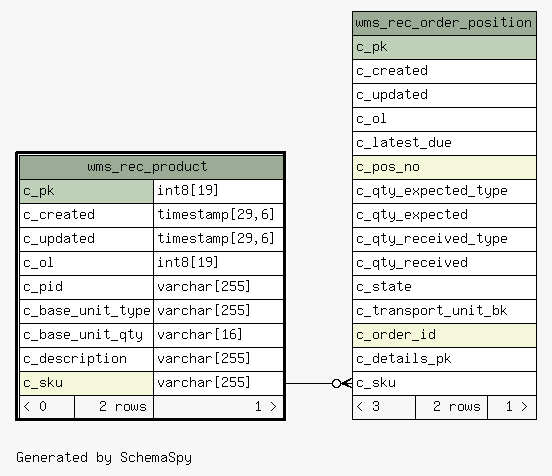 wms_rec_order_position
c_pk
c_created
c_updated
c_ol
c_latest_due
c_pos_no
c_qty_expected_type
c_qty_expected
c_qty_received_type
c_qty_received
c_state
c_transport_unit_bk
c_order_id
c_details_pk
c_sku
< 3 2 rows 1 >
wms_rec_product
c_pk int8[19]
c_created timestamp[29,6]
c_updated timestamp[29,6]
c_ol int8[19]
c_pid varchar[255]
c_base_unit_type varchar[255]
c_base_unit_qty varchar[16]
c_description varchar[255]
c_sku varchar[255]
< 0 2 rows 1 >
Generated by SchemaSpy